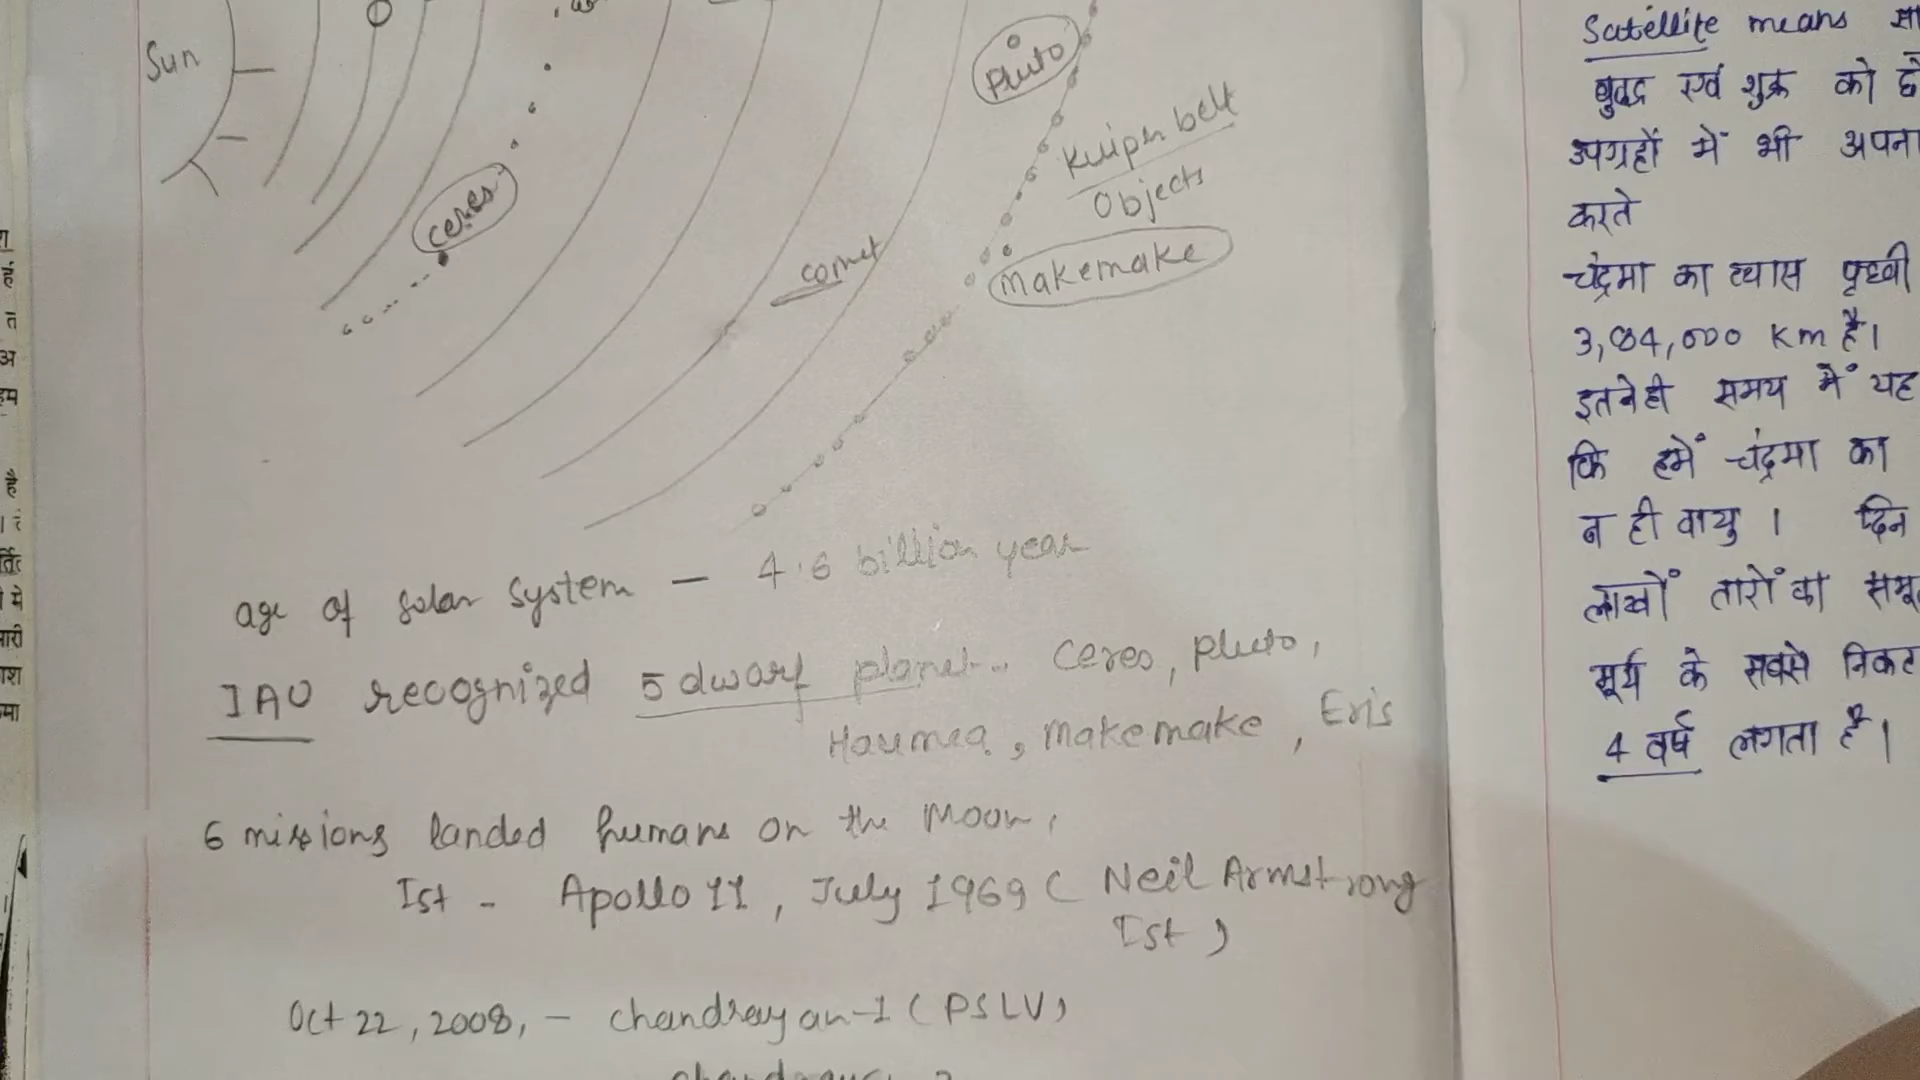 Sun
Ceres
Pluto
Kuiper belt
Objects
Makemake
comet
age of solar system — 4.6 billion year
IAU recognized 5 dwarf planet.. Ceres, Pluto,
Haumea, Makemake, Eris
6 missions landed humans on the Moon,
Ist - Apollo 11, July 1969 ( Neil Armstrong
Ist )
Oct 22, 2008, - chandrayan-1 ( PSLV)
Satellite means
बुद्ध एवं शुक्र को
उपग्रहों में भी अपना
करते
चंद्रमा का व्यास पृथ्वी
3,84,000 Km है।
इतनेही समय में यह
कि हमें चंद्रमा का
न ही वायु । दिन
लाखों तारों का
सूर्य के सबसे निकट
4 वर्ष लगता है।